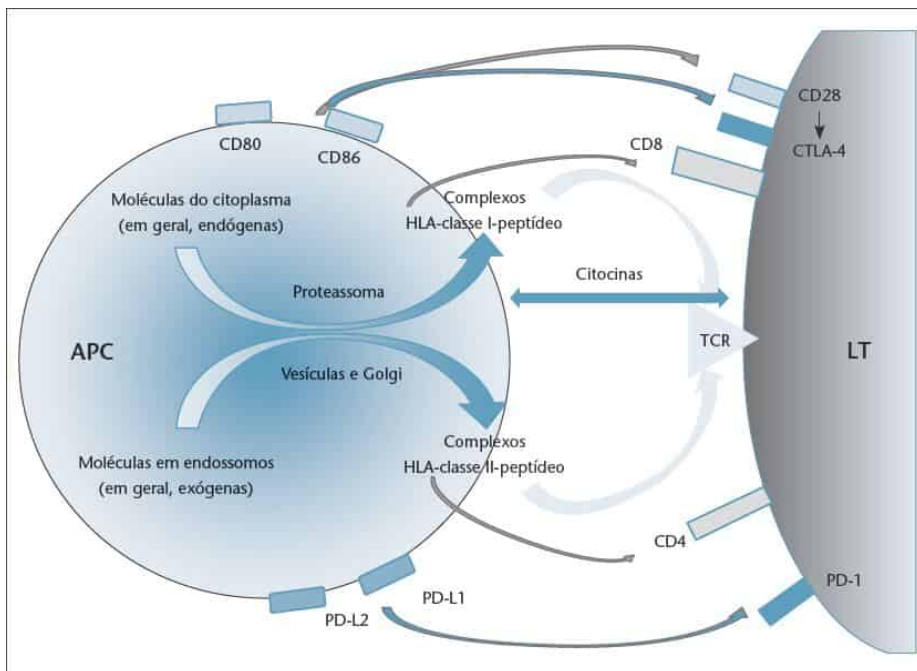 CD80
CD86
CD28
CD8
CTLA-4
Moléculas do citoplasma
(em geral, endógenas)
Complexos
HLA-classe I-peptídeo
Proteassoma
Citocinas
APC
TCR
LT
Vesículas e Golgi
Complexos
HLA-classe II-peptídeo
Moléculas em endossomos
(em geral, exógenas)
CD4
PD-1
PD-L1
PD-L2